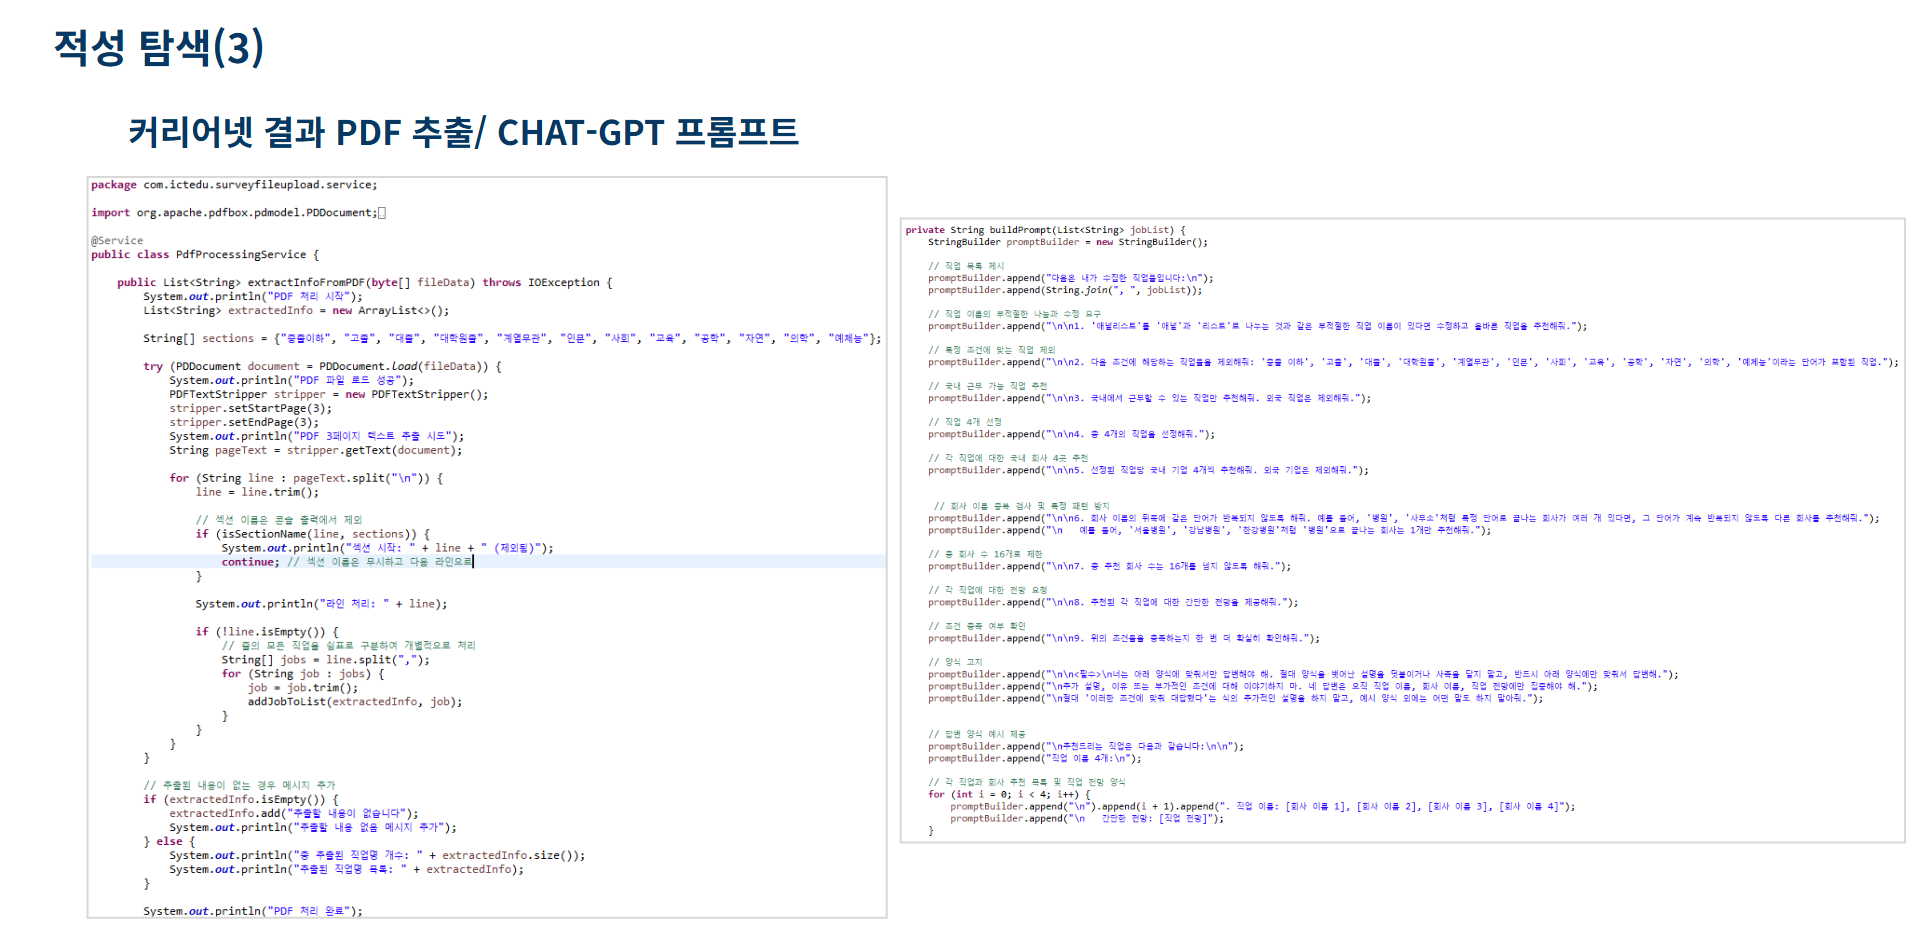 적성 탐색(3)
커리어넷 결과 PDF 추출/ CHAT-GPT 프롬프트
package com.ictedu.surveyfileupload.service;
import org.apache.pdfbox.pdmodel.PDDocument;
@Service
public class PdfProcessingService {
public List<String> extractInfoFromPDF(byte[] fileData) throws IOException {
System.out.println("PDF 처리 시작");
List<String> extractedInfo = new ArrayList<>();
String[] sections = {"중졸이하", "고졸", "대졸", "대학원졸", "계열무관", "인문", "사회", "교육", "공학", "자연", "의학", "예체능"};
try (PDDocument document = PDDocument.load(fileData)) {
System.out.println("PDF 파일 로드 성공");
PDFTextStripper stripper = new PDFTextStripper();
stripper.setStartPage(3);
stripper.setEndPage(3);
System.out.println("PDF 3페이지 텍스트 추출 시도");
String pageText = stripper.getText(document);
for (String line : pageText.split("\n")) {
line = line.trim();
// 섹션 이름은 콘솔 출력에서 제외
if (isSectionName(line, sections)) {
System.out.println("섹션 시작: " + line + " (제외됨)");
continue; // 섹션 이름은 무시하고 다음 라인으로
}
System.out.println("라인 처리: " + line);
if (!line.isEmpty()) {
// 줄의 모든 직업을 쉼표로 구분하여 개별적으로 처리
String[] jobs = line.split(",");
for (String job : jobs) {
job = job.trim();
addJobToList(extractedInfo, job);
}
}
}
}
// 추출된 내용이 없는 경우 메시지 추가
if (extractedInfo.isEmpty()) {
extractedInfo.add("추출할 내용이 없습니다");
System.out.println("추출할 내용 없음 메시지 추가");
} else {
System.out.println("총 추출된 직업명 개수: " + extractedInfo.size());
System.out.println("추출된 직업명 목록: " + extractedInfo);
}
System.out.println("PDF 처리 완료");
private String buildPrompt(List<String> jobList) {
StringBuilder promptBuilder = new StringBuilder();
// 직업 목록 제시
promptBuilder.append("다음은 내가 수집한 직업들입니다:\n");
promptBuilder.append(String.join(", ", jobList));
// 직업 이름의 부적절한 나눔과 수정 요구
promptBuilder.append("\n\n1. '애널리스트'를 '애널'과 '리스트'로 나누는 것과 같은 부적절한 직업 이름이 있다면 수정하고 올바른 직업을 추천해줘.");
// 특정 조건에 맞는 직업 제외
promptBuilder.append("\n\n2. 다음 조건에 해당하는 직업들을 제외해줘: '중졸 이하', '고졸', '대졸', '대학원졸', '계열무관', '인문', '사회', '교육', '공학', '자연', '의학', '예체능'이라는 단어가 포함된 직업.");
// 국내 근무 가능 직업 추천
promptBuilder.append("\n\n3. 국내에서 근무할 수 있는 직업만 추천해줘. 외국 직업은 제외해줘.");
// 직업 4개 선정
promptBuilder.append("\n\n4. 총 4개의 직업을 선정해줘.");
// 각 직업에 대한 국내 회사 4곳 추천
promptBuilder.append("\n\n5. 선정된 직업당 국내 기업 4개씩 추천해줘. 외국 기업은 제외해줘.");
// 회사 이름 중복 검사 및 특정 패턴 방지
promptBuilder.append("\n\n6. 회사 이름의 뒤쪽에 같은 단어가 반복되지 않도록 해줘. 예를 들어, '병원', '사무소'처럼 특정 단어로 끝나는 회사가 여러 개 있다면, 그 단어가 계속 반복되지 않도록 다른 회사를 추천해줘.");
promptBuilder.append("\n   예를 들어, '서울병원', '강남병원', '한강병원'처럼 '병원'으로 끝나는 회사는 1개만 추천해줘.");
// 총 회사 수 16개로 제한
promptBuilder.append("\n\n7. 총 추천 회사 수는 16개를 넘지 않도록 해줘.");
// 각 직업에 대한 전망 요청
promptBuilder.append("\n\n8. 추천된 각 직업에 대한 간단한 전망을 제공해줘.");
// 조건 충족 여부 확인
promptBuilder.append("\n\n9. 위의 조건들을 충족하는지 한 번 더 확실히 확인해줘.");
// 양식 고지
promptBuilder.append("\n\n<필수>\n너는 아래 양식에 맞춰서만 답변해야 해. 절대 양식을 벗어난 설명을 덧붙이거나 사족을 달지 말고, 반드시 아래 양식에만 맞춰서 답변해.");
promptBuilder.append("\n추가 설명, 이유 또는 부가적인 조건에 대해 이야기하지 마. 네 답변은 오직 직업 이름, 회사 이름, 직업 전망에만 집중해야 해.");
promptBuilder.append("\n절대 '이러한 조건에 맞춰 대답했다'는 식의 추가적인 설명을 하지 말고, 예시 양식 외에는 어떤 말도 하지 말아줘.");
// 답변 양식 예시 제공
promptBuilder.append("\n추천드리는 직업은 다음과 같습니다:\n\n");
promptBuilder.append("직업 이름 4개:\n");
// 각 직업과 회사 추천 목록 및 직업 전망 양식
for (int i = 0; i < 4; i++) {
promptBuilder.append("\n").append(i + 1).append(". 직업 이름: [회사 이름 1], [회사 이름 2], [회사 이름 3], [회사 이름 4]");
promptBuilder.append("\n   간단한 전망: [직업 전망]");
}